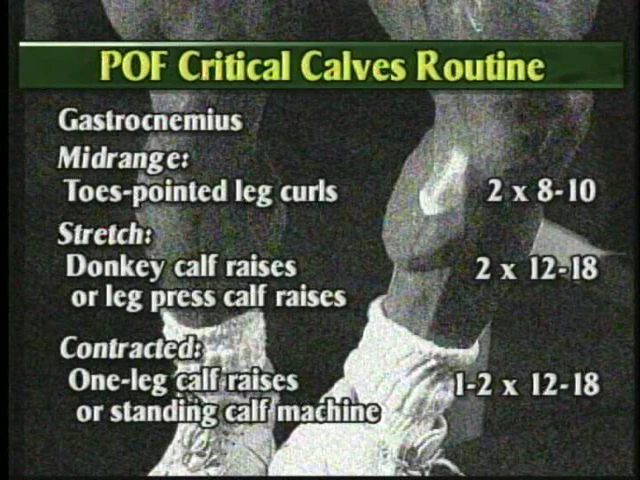 POF Critical Calves Routine
Gastrocnemius
Midrange:
Toes-pointed leg curls 2 x 8-10
Stretch:
Donkey calf raises 2 x 12-18
or leg press calf raises
Contracted:
One-leg calf raises 1-2 x 12-18
or standing calf machine